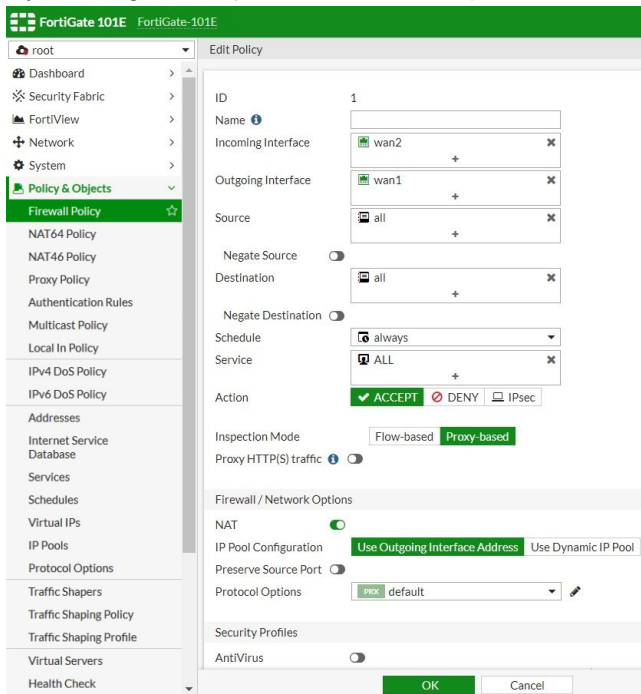 FortiGate 101E FortiGate-101E
root
Edit Policy
Dashboard
Security Fabric
FortiView
Network
System
Policy & Objects
Firewall Policy
NAT64 Policy
NAT46 Policy
Proxy Policy
Authentication Rules
Multicast Policy
Local In Policy
IPv4 DoS Policy
IPv6 DoS Policy
Addresses
Internet Service
Database
Services
Schedules
Virtual IPs
IP Pools
Protocol Options
Traffic Shapers
Traffic Shaping Policy
Traffic Shaping Profile
Virtual Servers
Health Check
ID 1
Name
Incoming Interface wan2
+
Outgoing Interface wan1
+
Source all
+
Negate Source
Destination all
+
Negate Destination
Schedule always
Service ALL
+
Action ACCEPT DENY IPsec
Inspection Mode Flow-based Proxy-based
Proxy HTTP(S) traffic
Firewall / Network Options
NAT
IP Pool Configuration Use Outgoing Interface Address Use Dynamic IP Pool
Preserve Source Port
Protocol Options PRX default
Security Profiles
AntiVirus
OK Cancel